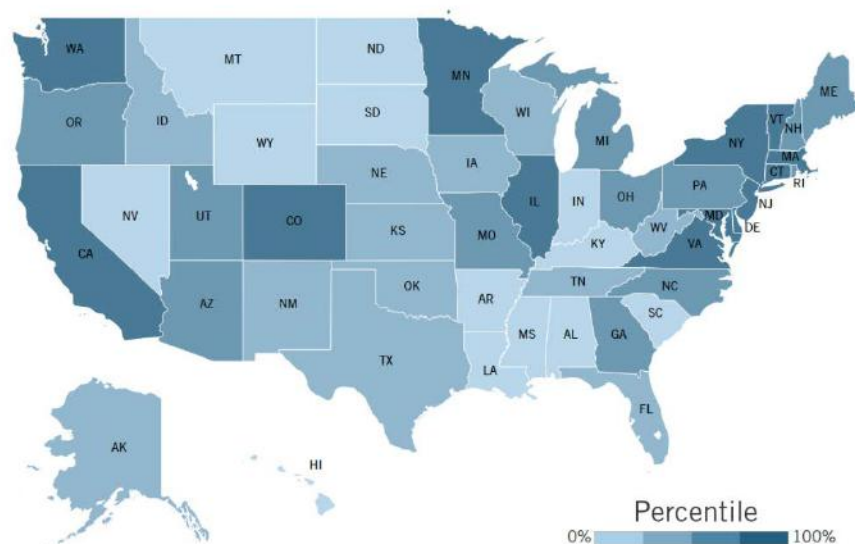 WA
MT
ND
MN
ME
OR
ID
SD
WI
MI
VT
NH
NY
MA
CT
RI
WY
NE
IA
PA
NJ
NV
UT
CO
IL
IN
OH
MD
DE
CA
KS
MO
WV
VA
KY
AZ
NM
OK
AR
TN
NC
SC
TX
LA
MS
AL
GA
FL
AK
HI
Percentile
0% 100%